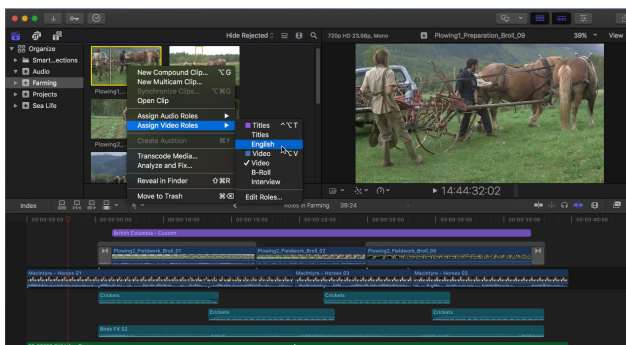 Hide Rejected
720p HD 23.98p, Mono
Plowing1_Preparation_Broll_09
39%
View
Organize
Smart...ections
Audio
Farming
Projects
Sea Life
Plowing1_...
Plowing2_...
New Compound Clip... ⌥G
New Multicam Clip...
Synchronize Clips... ⌥⌘G
Open Clip
Assign Audio Roles
Assign Video Roles
Create Audition ⌘Y
Transcode Media...
Analyze and Fix...
Reveal in Finder ⇧⌘R
Move to Trash ⌘⌫
Titles ^⌥T
Titles
English
Video ^⌥V
✓ Video
B-Roll
Interview
Edit Roles...
14:44:32:02
Index
Roles in Farming 39:24
00:00:00:00 00:00:05:00 00:00:10:00 00:00:15:00 00:00:20:00 00:00:25:00 00:00:30:00 00:00:35:00 00:00:40:00
British Columbia - Custom
Plowing2_Fieldwork_Broll_01
Plowing2_Fieldwork_Broll_02
Plowing2_Fieldwork_Broll_08
MacIntyre - Horses 01
MacIntyre - Horses 02
MacIntyre - Horses 03
Crickets
Crickets
Crickets
Crickets
Birds FX 02